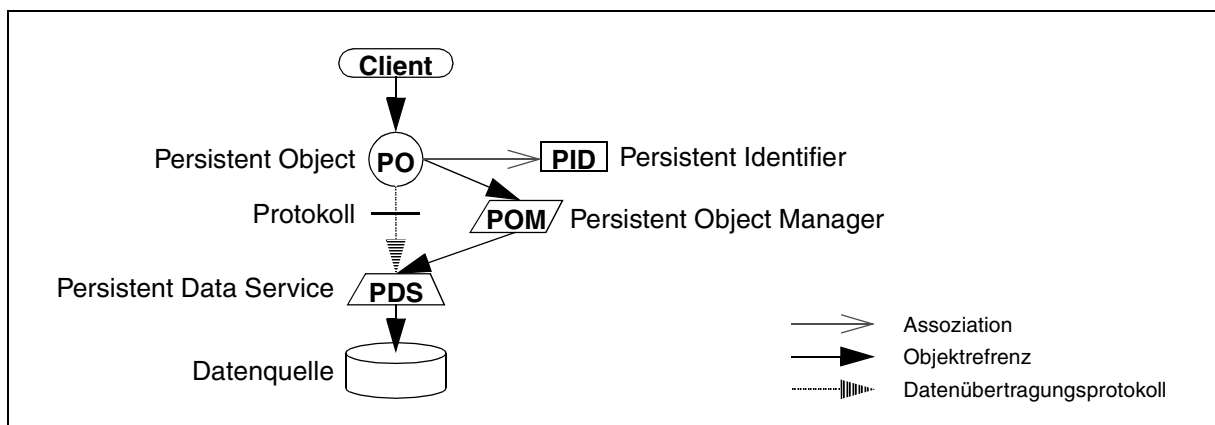 Client
Persistent Object
PO
PID
Persistent Identifier
Protokoll
POM
Persistent Object Manager
Persistent Data Service
PDS
Datenquelle
Assoziation
Objektrefrenz
Datenübertragungsprotokoll